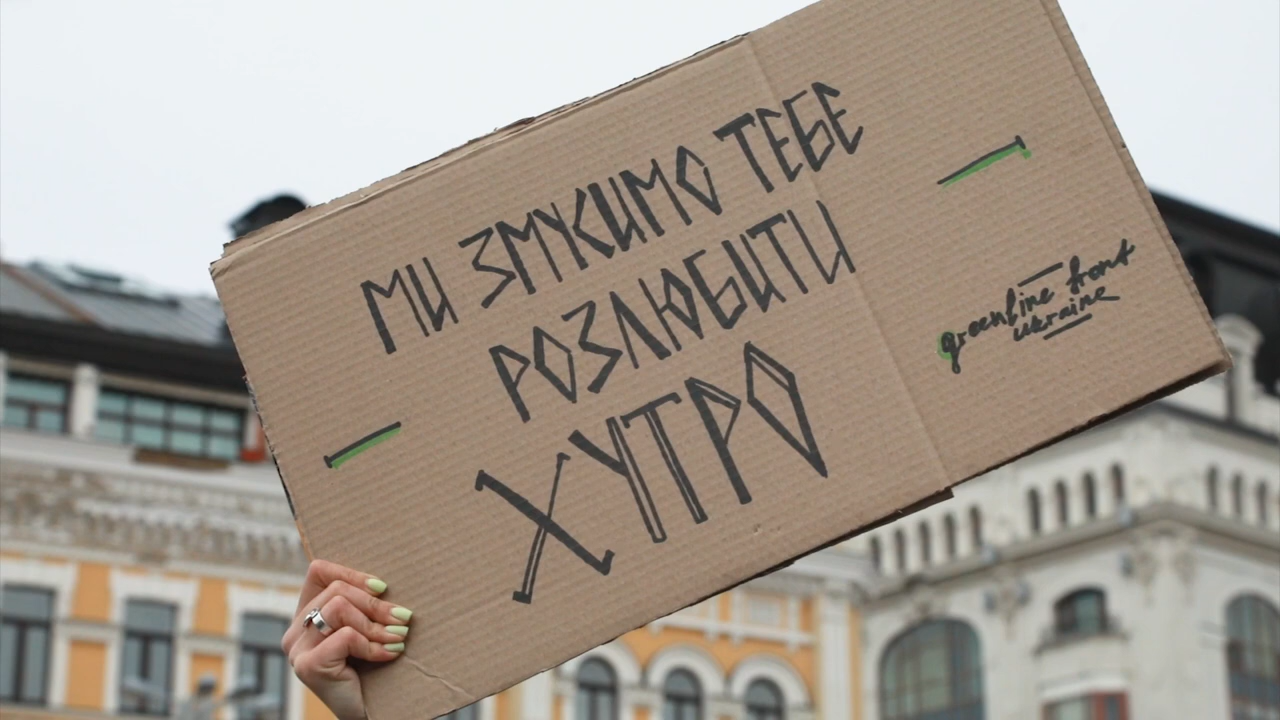 МИ ЗМУСИМО ТЕБЕ
РОЗЛЮБИТИ
ХУТРО
greenline front
ukraine